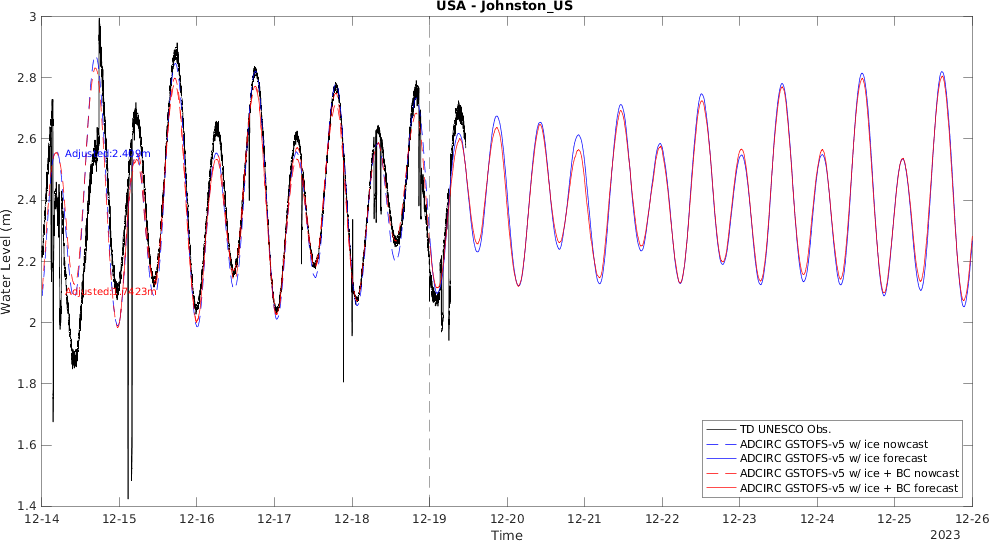 USA - Johnston_US
3
2.8
2.6
2.4
2.2
2
1.8
1.6
1.4
Water Level (m)
Adjusted:2.409m
TD UNESCO Obs.
ADCIRC GSTOFS-v5 w/ ice nowcast
ADCIRC GSTOFS-v5 w/ ice forecast
ADCIRC GSTOFS-v5 w/ ice + BC nowcast
ADCIRC GSTOFS-v5 w/ ice + BC forecast
12-14 12-15 12-16 12-17 12-18 12-19 12-20 12-21 12-22 12-23 12-24 12-25 12-26
Time
2023